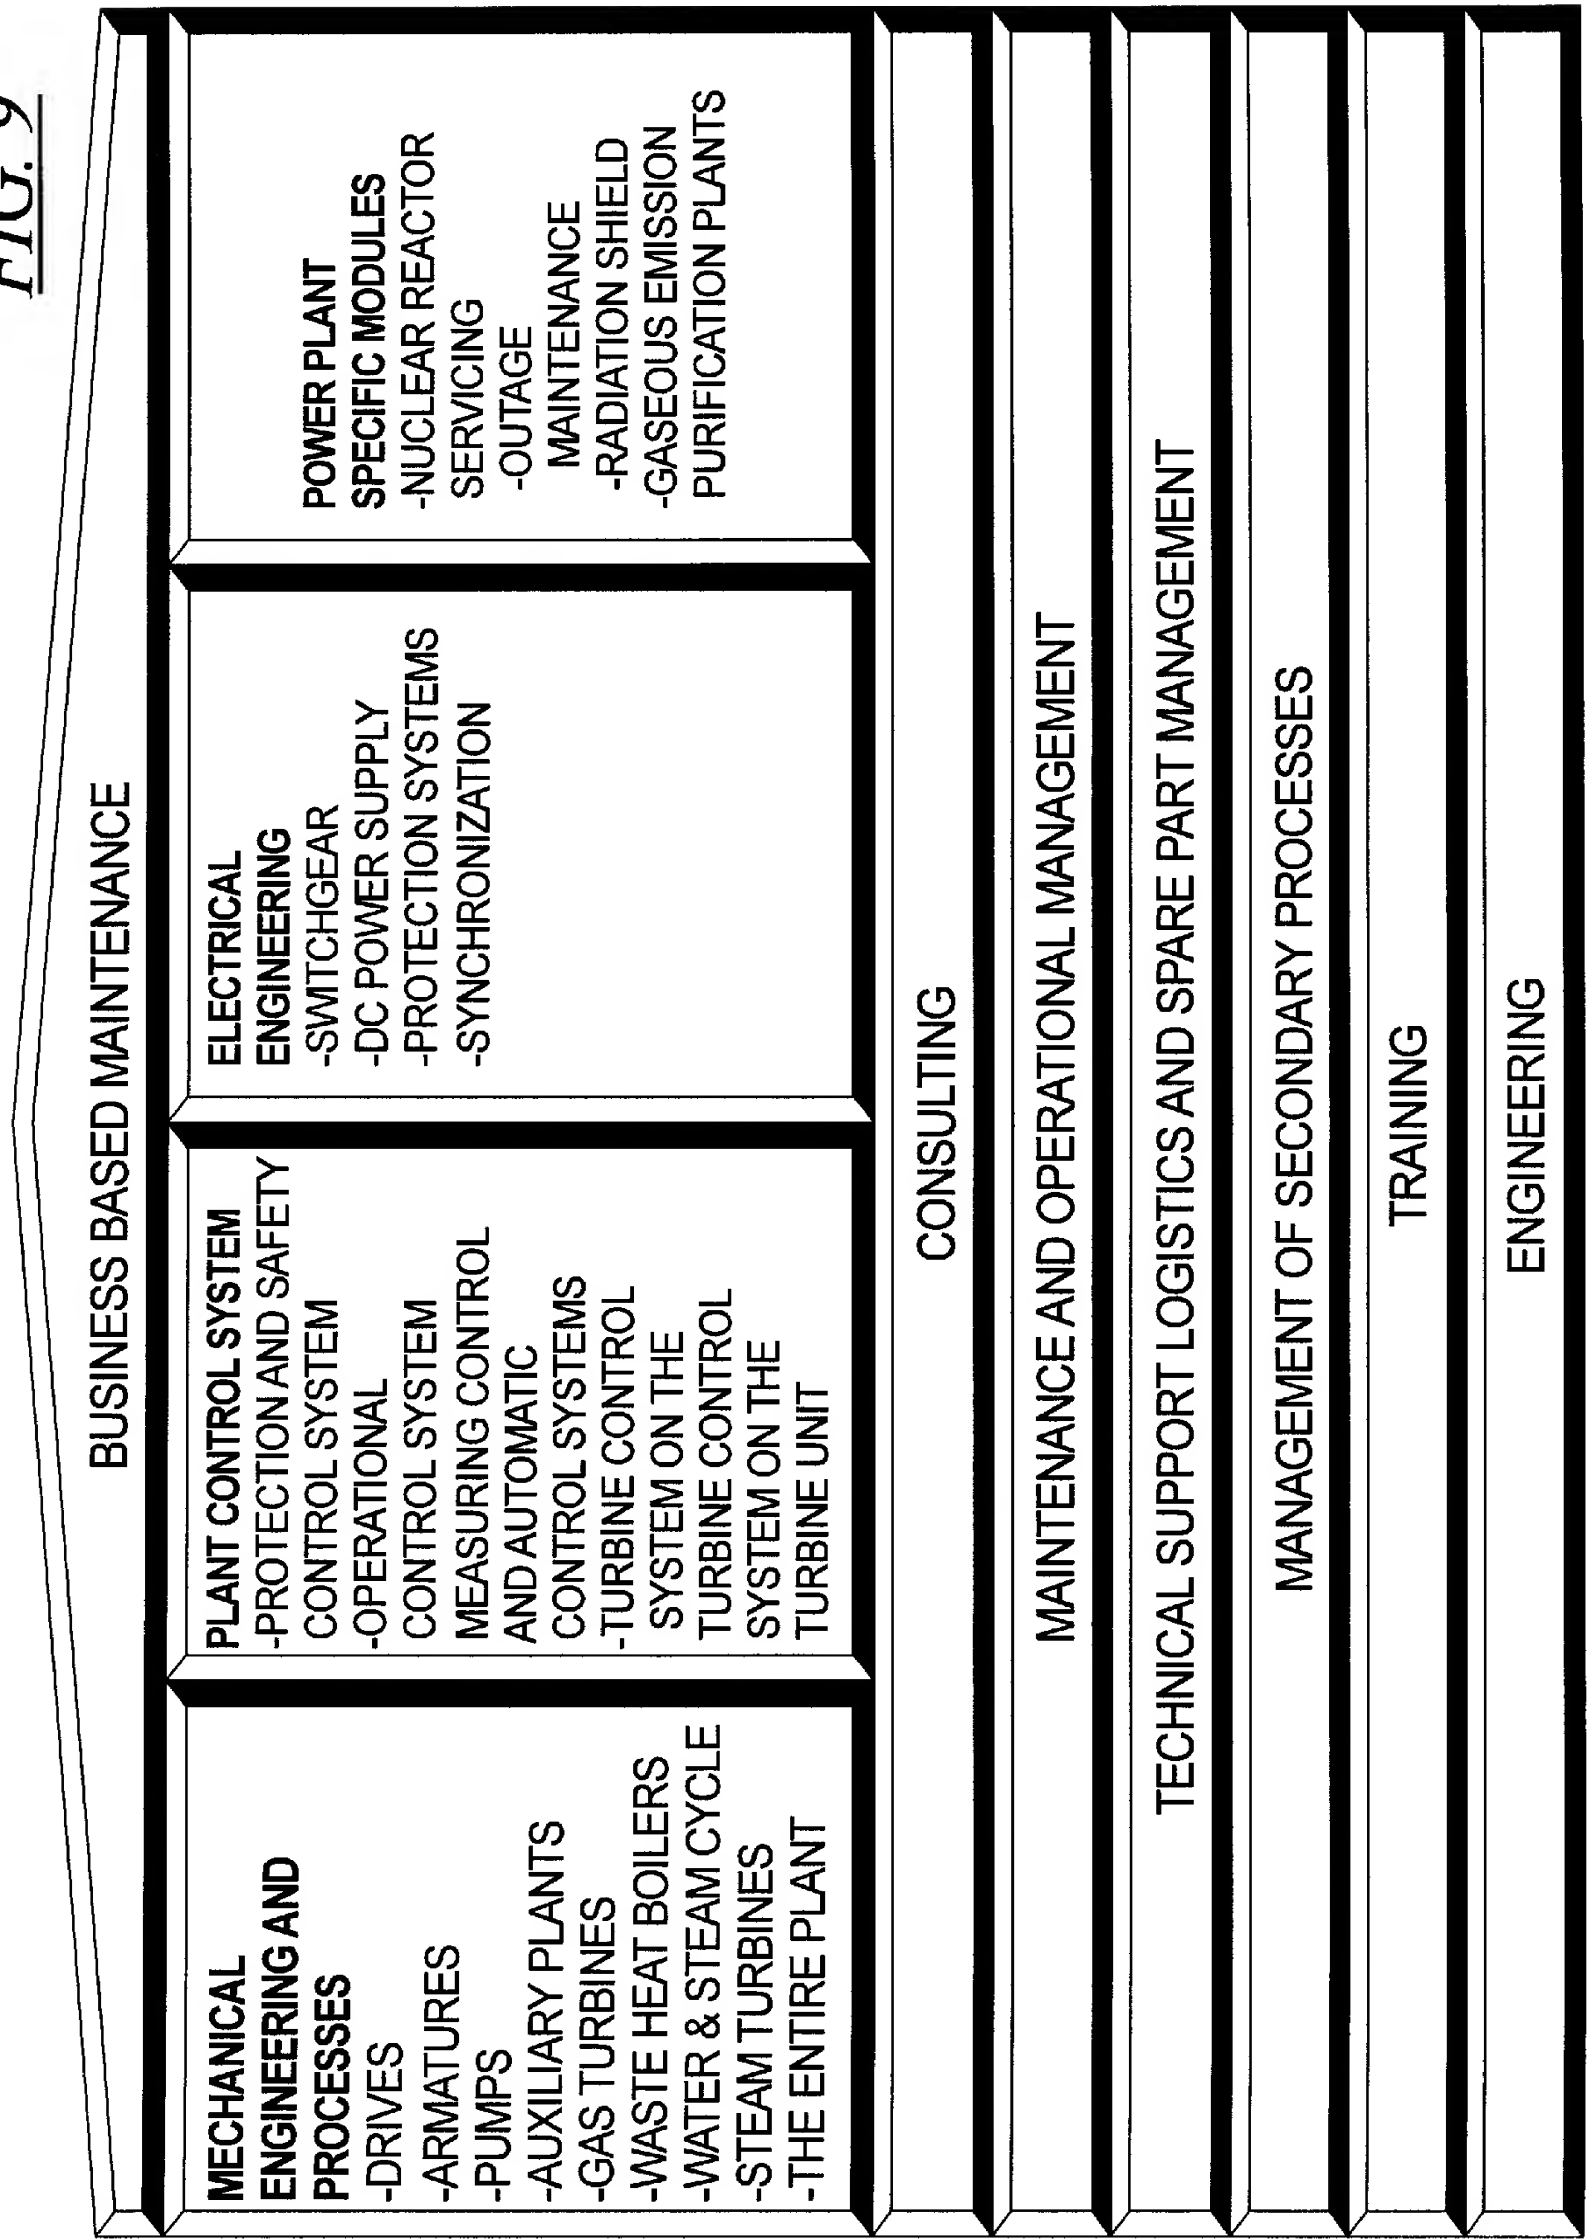 FIG. 9
BUSINESS BASED MAINTENANCE
MECHANICAL
ENGINEERING AND
PROCESSES
-DRIVES
-ARMATURES
-PUMPS
-AUXILIARY PLANTS
-GAS TURBINES
-WASTE HEAT BOILERS
-WATER & STEAM CYCLE
-STEAM TURBINES
-THE ENTIRE PLANT
PLANT CONTROL SYSTEM
-PROTECTION AND SAFETY
CONTROL SYSTEM
-OPERATIONAL
CONTROL SYSTEM
MEASURING CONTROL
AND AUTOMATIC
CONTROL SYSTEMS
-TURBINE CONTROL
SYSTEM ON THE
TURBINE CONTROL
SYSTEM ON THE
TURBINE UNIT
ELECTRICAL
ENGINEERING
-SWITCHGEAR
-DC POWER SUPPLY
-PROTECTION SYSTEMS
-SYNCHRONIZATION
POWER PLANT
SPECIFIC MODULES
-NUCLEAR REACTOR
SERVICING
-OUTAGE
MAINTENANCE
-RADIATION SHIELD
-GASEOUS EMISSION
PURIFICATION PLANTS
CONSULTING
MAINTENANCE AND OPERATIONAL MANAGEMENT
TECHNICAL SUPPORT LOGISTICS AND SPARE PART MANAGEMENT
MANAGEMENT OF SECONDARY PROCESSES
TRAINING
ENGINEERING